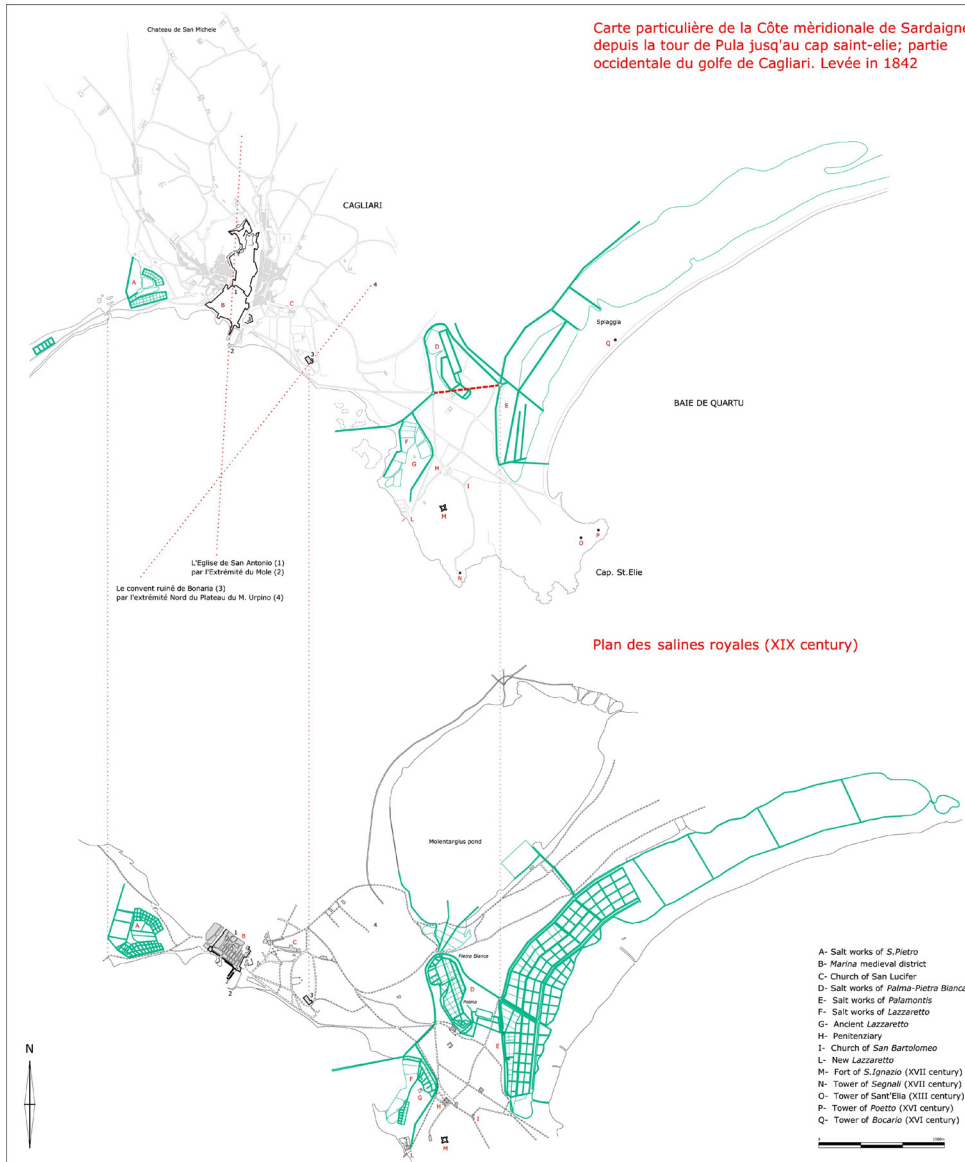 Carte particulière de la Côte mèridionale de Sardaigne
depuis la tour de Pula jusq'au cap saint-elie; partie
occidentale du golfe de Cagliari. Levée in 1842
Chateau de San Michele
CAGLIARI
A
B
1
2
C
3
4
D
E
F
G
H
I
L
M
N
O
P
Spiaggia
Q
BAIE DE QUARTU
Cap. St.Elie
L'Eglise de San Antonio (1)
par l'Extrémité du Mole (2)
Le convent ruiné de Bonaria (3)
par l'extrémité Nord du Plateau du M. Urpino (4)
Plan des salines royales (XIX century)
Molentargius pond
A
1
B
2
C
3
4
Pietra Bianca
D
Palma
E
F
G
H
I
L
M
N
A- Salt works of S.Pietro
B- Marina medieval district
C- Church of San Lucifer
D- Salt works of Palma-Pietra Bianca
E- Salt works of Palamontis
F- Salt works of Lazzaretto
G- Ancient Lazzaretto
H- Penitenziary
I- Church of San Bartolomeo
L- New Lazzaretto
M- Fort of S.Ignazio (XVII century)
N- Tower of Segnali (XVII century)
O- Tower of Sant'Elia (XIII century)
P- Tower of Poetto (XVI century)
Q- Tower of Bocario (XVI century)
0
1500m